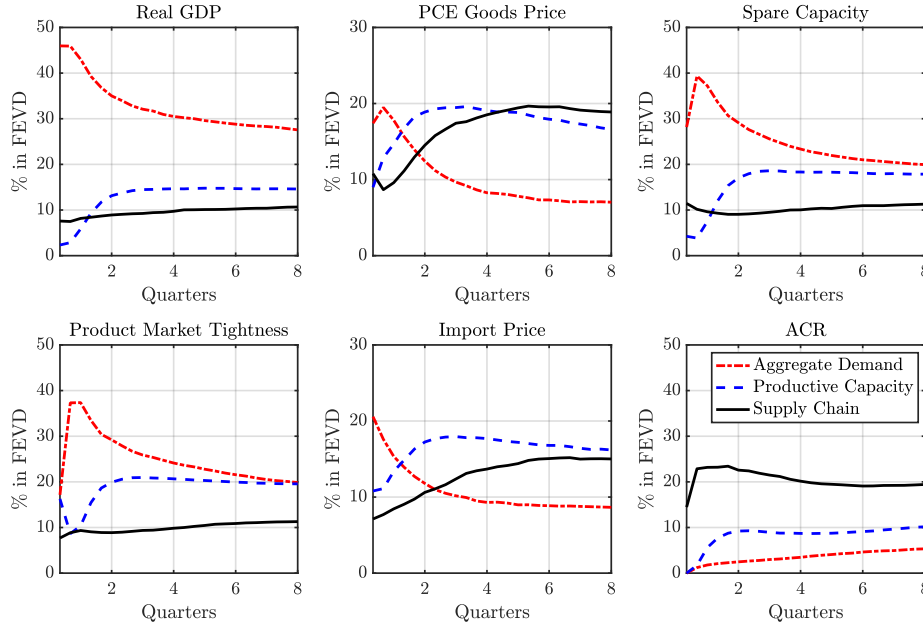 Real GDP
50
40
30
20
10
0
% in FEVD
2 4 6 8
Quarters
PCE Goods Price
30
20
10
0
% in FEVD
2 4 6 8
Quarters
Spare Capacity
50
40
30
20
10
0
% in FEVD
2 4 6 8
Quarters
Product Market Tightness
50
40
30
20
10
0
% in FEVD
2 4 6 8
Quarters
Import Price
30
20
10
0
% in FEVD
2 4 6 8
Quarters
ACR
50
40
30
20
10
0
% in FEVD
2 4 6 8
Quarters
Aggregate Demand
Productive Capacity
Supply Chain